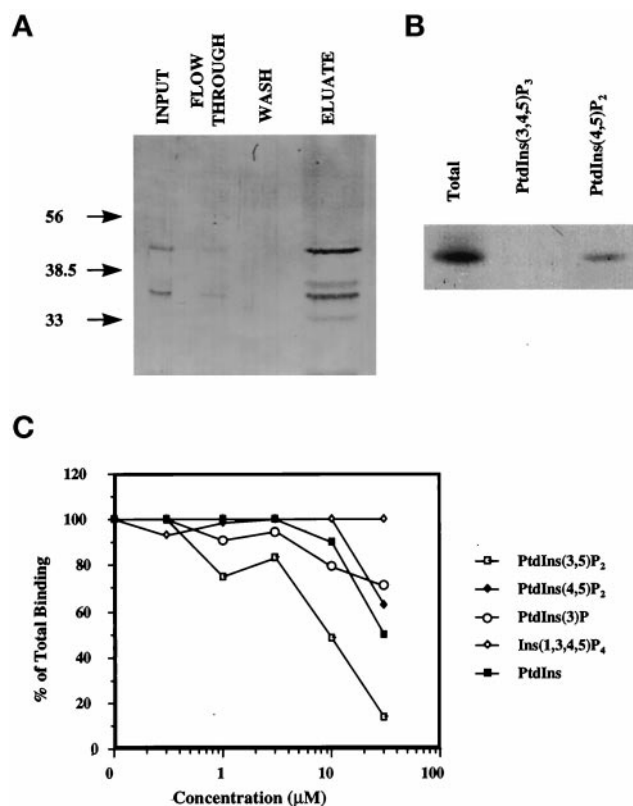 A
INPUT
FLOW
THROUGH
WASH
ELUATE
56
38.5
33
B
Total
PtdIns(3,4,5)P₃
PtdIns(4,5)P₂
C
120
100
80
60
40
20
0
% of Total Binding
0
1
10
100
Concentration (μM)
PtdIns(3,5)P₂
PtdIns(4,5)P₂
PtdIns(3)P
Ins(1,3,4,5)P₄
PtdIns